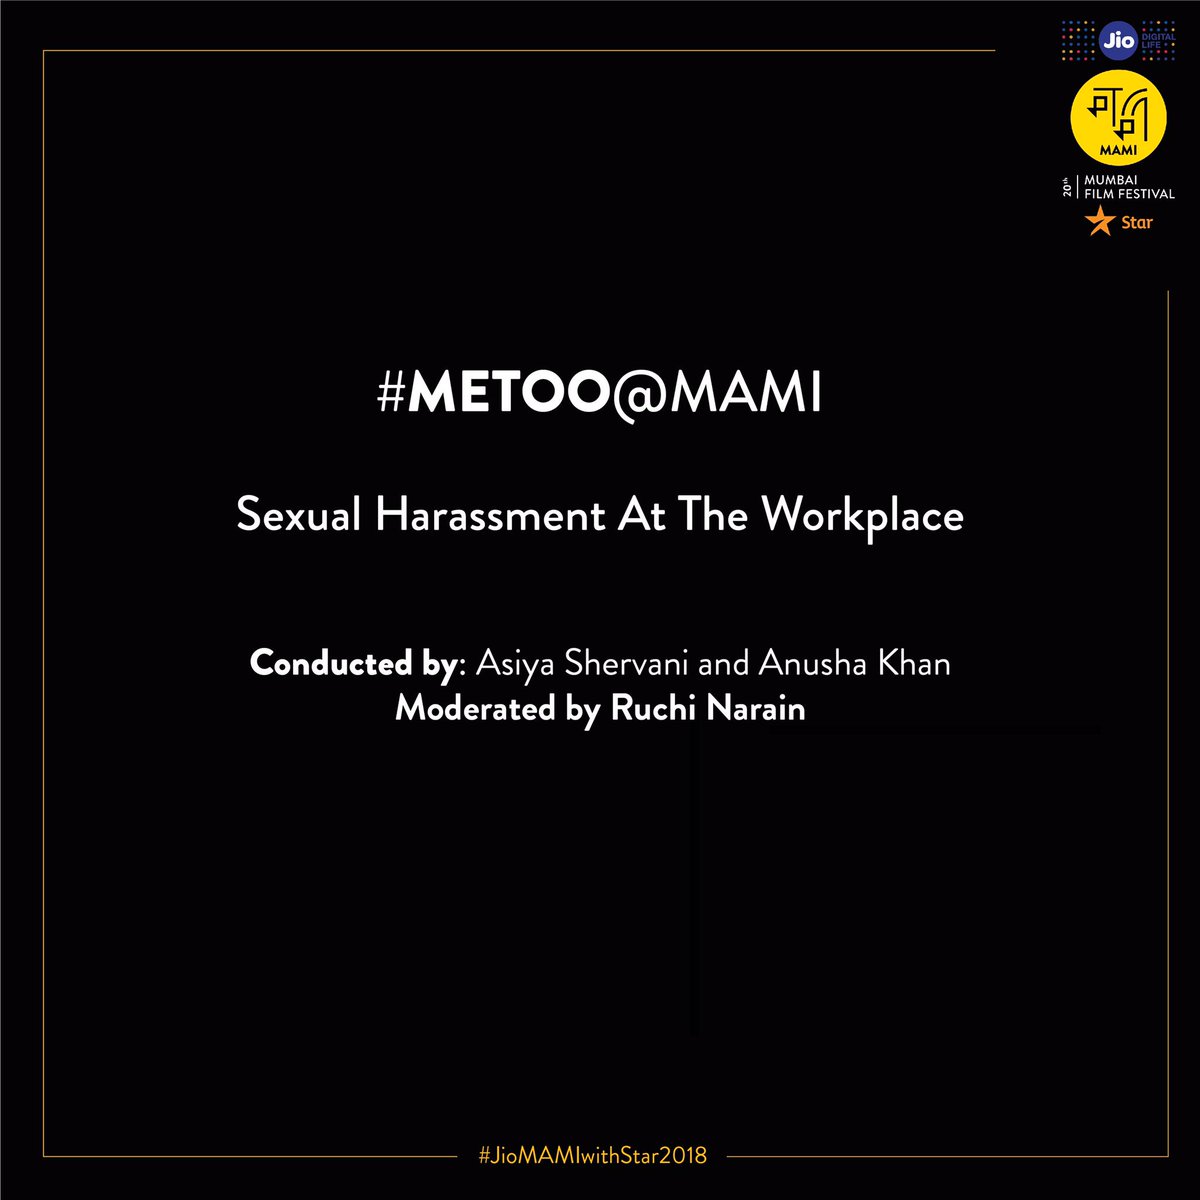 Jio DIGITAL
LIFE
मामी
MAMI
20th MUMBAI
FILM FESTIVAL
Star
#METOO@MAMI
Sexual Harassment At The Workplace
Conducted by: Asiya Shervani and Anusha Khan
Moderated by Ruchi Narain
#JioMAMIwithStar2018